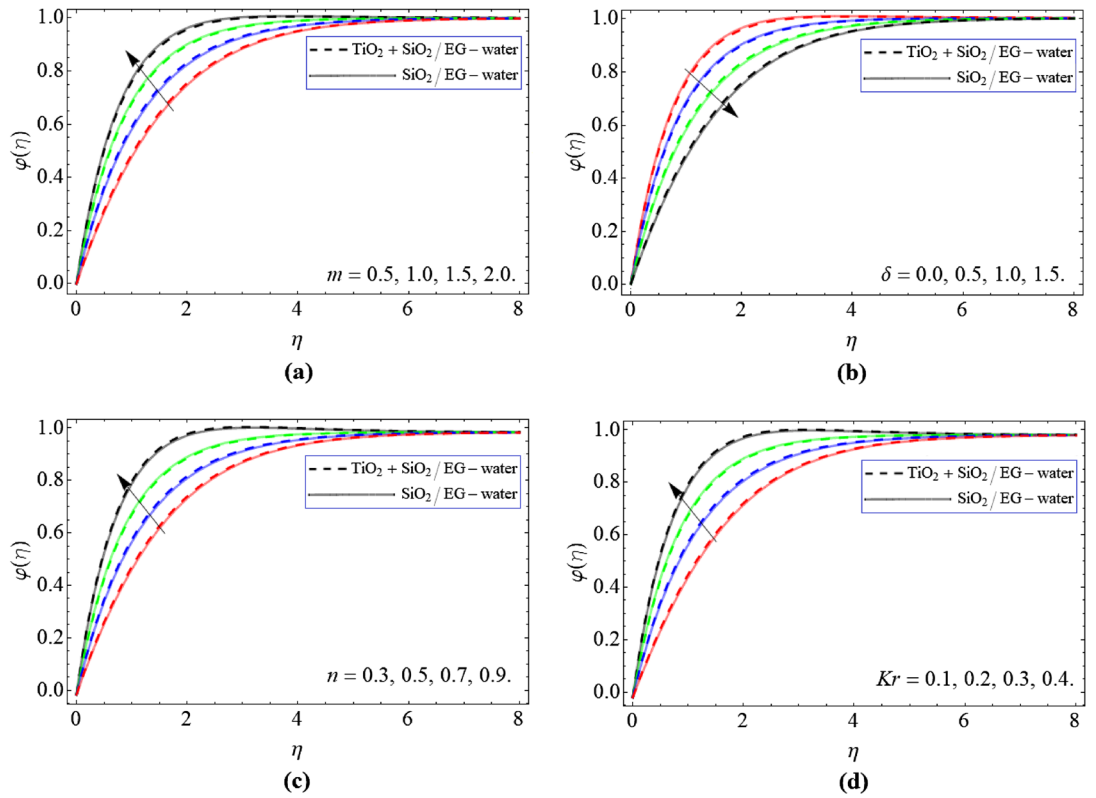 1.0
0.8
0.6
0.4
0.2
0.0
φ(η)
TiO₂ + SiO₂/EG–water
SiO₂/EG–water
m = 0.5, 1.0, 1.5, 2.0.
0 2 4 6 8
η
(a)
1.0
0.8
0.6
0.4
0.2
0.0
φ(η)
TiO₂ + SiO₂/EG–water
SiO₂/EG–water
δ = 0.0, 0.5, 1.0, 1.5.
0 2 4 6 8
η
(b)
1.0
0.8
0.6
0.4
0.2
0.0
φ(η)
TiO₂ + SiO₂/EG–water
SiO₂/EG–water
n = 0.3, 0.5, 0.7, 0.9.
0 2 4 6 8
η
(c)
1.0
0.8
0.6
0.4
0.2
0.0
φ(η)
TiO₂ + SiO₂/EG–water
SiO₂/EG–water
Kr = 0.1, 0.2, 0.3, 0.4.
0 2 4 6 8
η
(d)